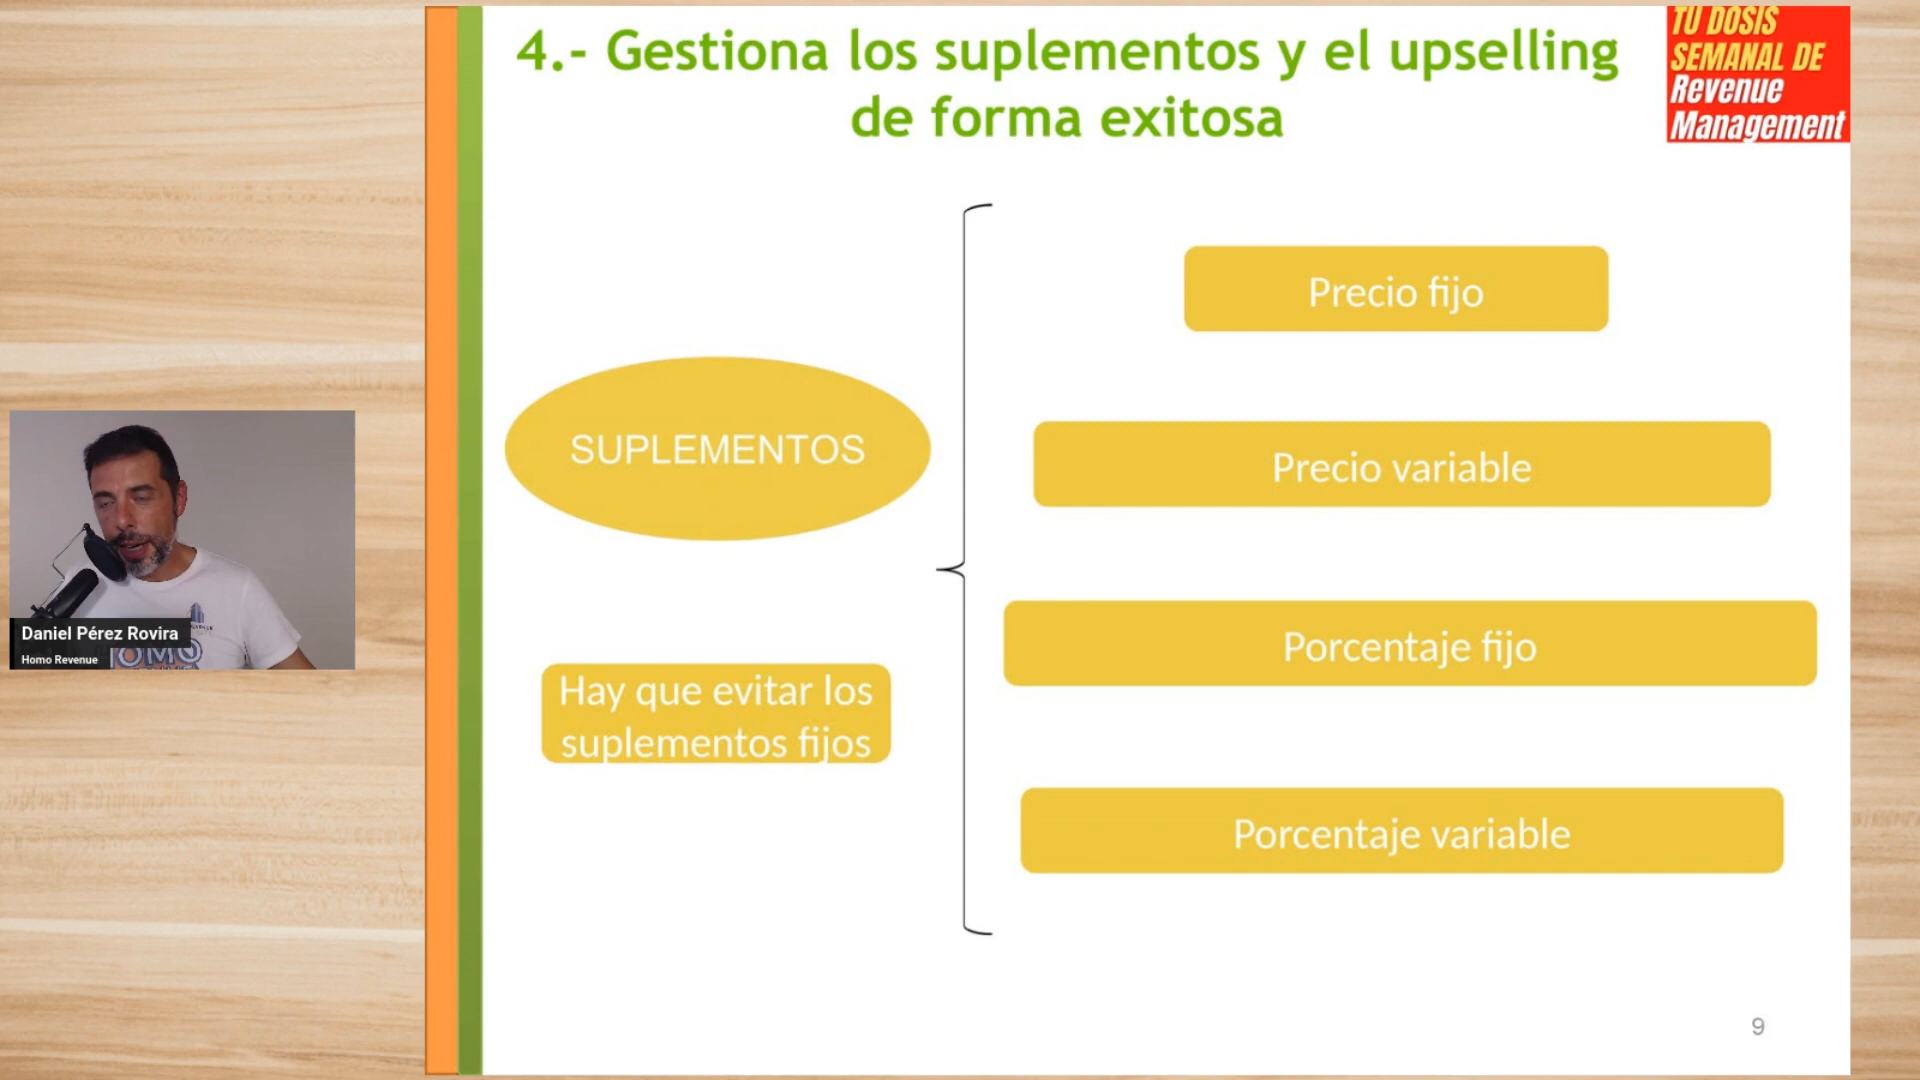 4.- Gestiona los suplementos y el upselling
de forma exitosa
TU DOSIS
SEMANAL DE
Revenue
Management
Precio fijo
Precio variable
SUPLEMENTOS
Porcentaje fijo
Hay que evitar los
suplementos fijos
Porcentaje variable
Daniel Pérez Rovira
Homo Revenue
9